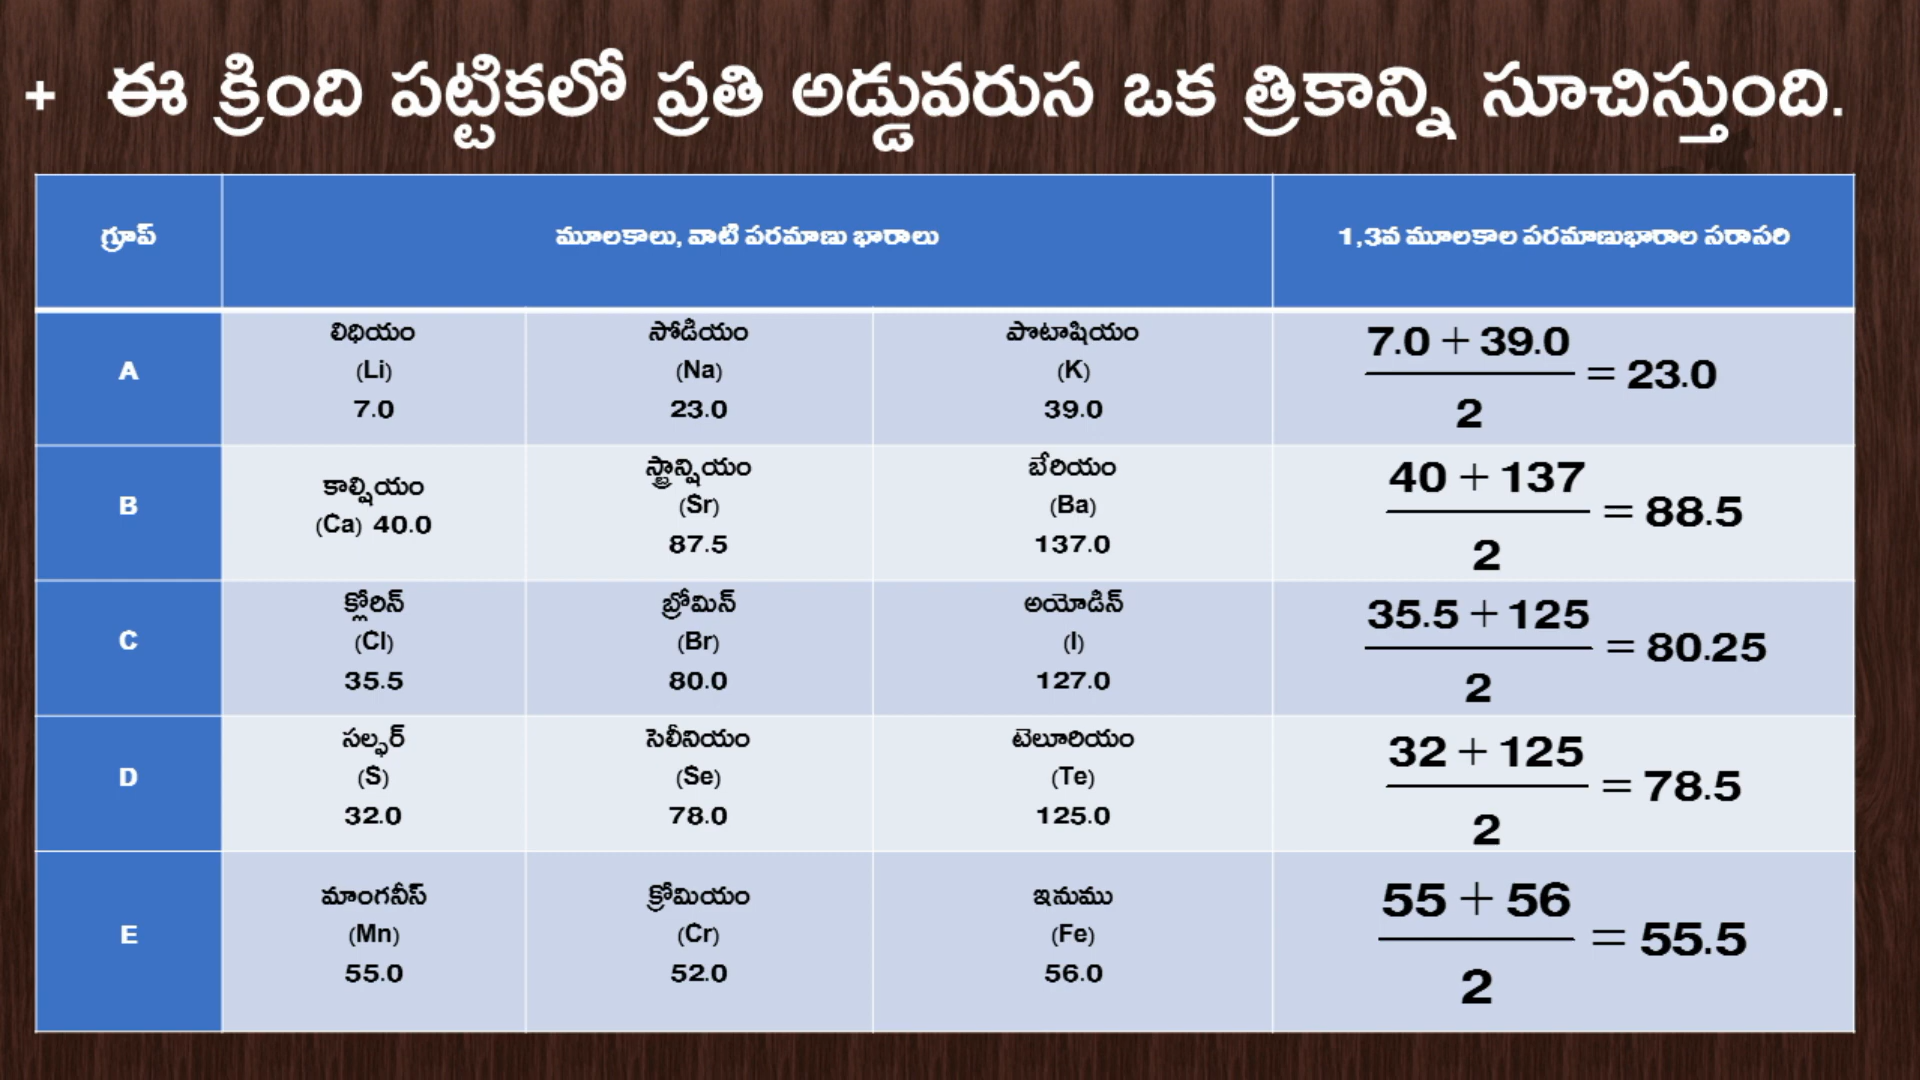 + ఈ క్రింది పట్టికలో ప్రతి అడ్డువరుస ఒక త్రికాన్ని సూచిస్తుంది.
గ్రూప్ మూలకాలు, వాటి పరమాణు భారాలు 1,3వ మూలకాల పరమాణుభారాల సరాసరి
A
లిథియం
(Li)
7.0
సోడియం
(Na)
23.0
పొటాషియం
(K)
39.0
7.0 + 39.0
= 23.0
2
B
కాల్షియం
(Ca) 40.0
స్ట్రాన్షియం
(Sr)
87.5
బేరియం
(Ba)
137.0
40 + 137
= 88.5
2
C
క్లోరిన్
(Cl)
35.5
బ్రోమిన్
(Br)
80.0
అయోడిన్
(I)
127.0
35.5 + 125
= 80.25
2
D
సల్ఫర్
(S)
32.0
సెలీనియం
(Se)
78.0
టెలూరియం
(Te)
125.0
32 + 125
= 78.5
2
E
మాంగనీస్
(Mn)
55.0
క్రోమియం
(Cr)
52.0
ఇనుము
(Fe)
56.0
55 + 56
= 55.5
2